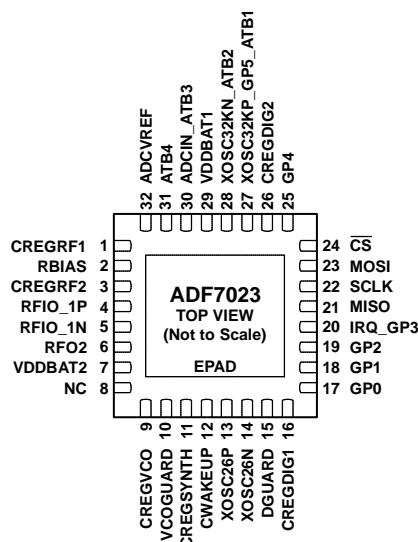 32 ADCVREF
31 ATB4
30 ADCIN_ATB3
29 VDDBAT1
28 XOSC32KN_ATB2
27 XOSC32KP_GP5_ATB1
26 CREGDIG2
25 GP4
CREGRF1 1
RBIAS 2
CREGRF2 3
RFIO_1P 4
RFIO_1N 5
RFO2 6
VDDBAT2 7
NC 8
ADF7023
TOP VIEW
(Not to Scale)
EPAD
24 CS
23 MOSI
22 SCLK
21 MISO
20 IRQ_GP3
19 GP2
18 GP1
17 GP0
CREGVCO 9
VCOGUARD 10
CREGSYNTH 11
CWAKEUP 12
XOSC26P 13
XOSC26N 14
DGUARD 15
CREGDIG1 16